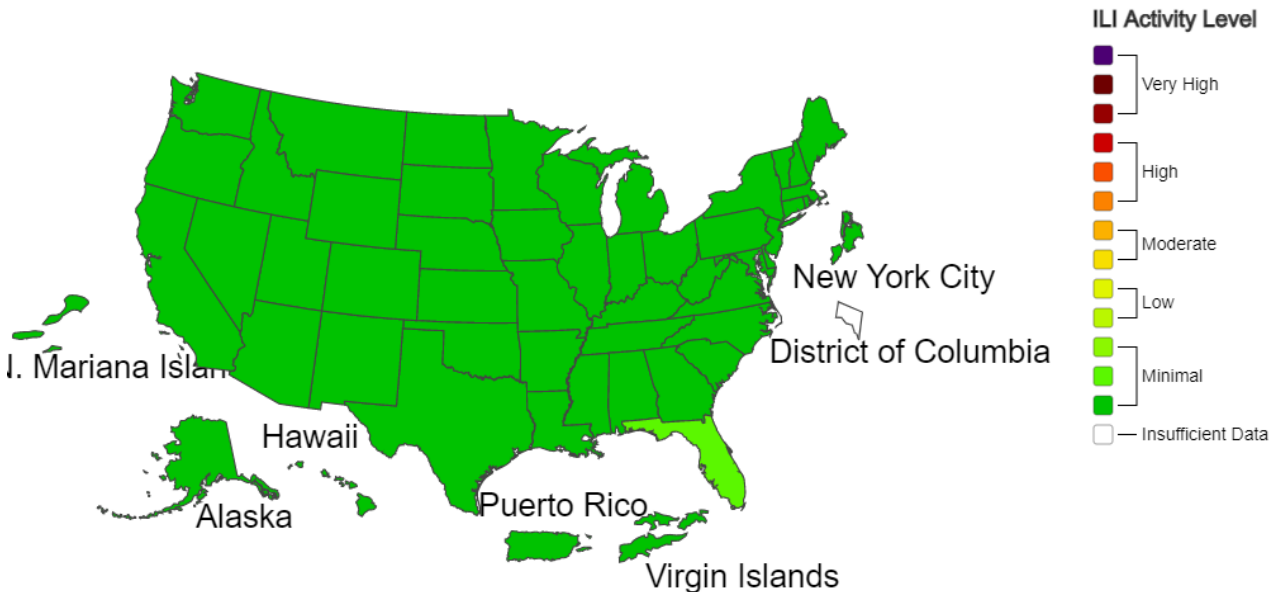 ILI Activity Level
Very High
High
Moderate
Low
Minimal
Insufficient Data
New York City
District of Columbia
. Mariana Islan
Hawaii
Alaska
Puerto Rico
Virgin Islands